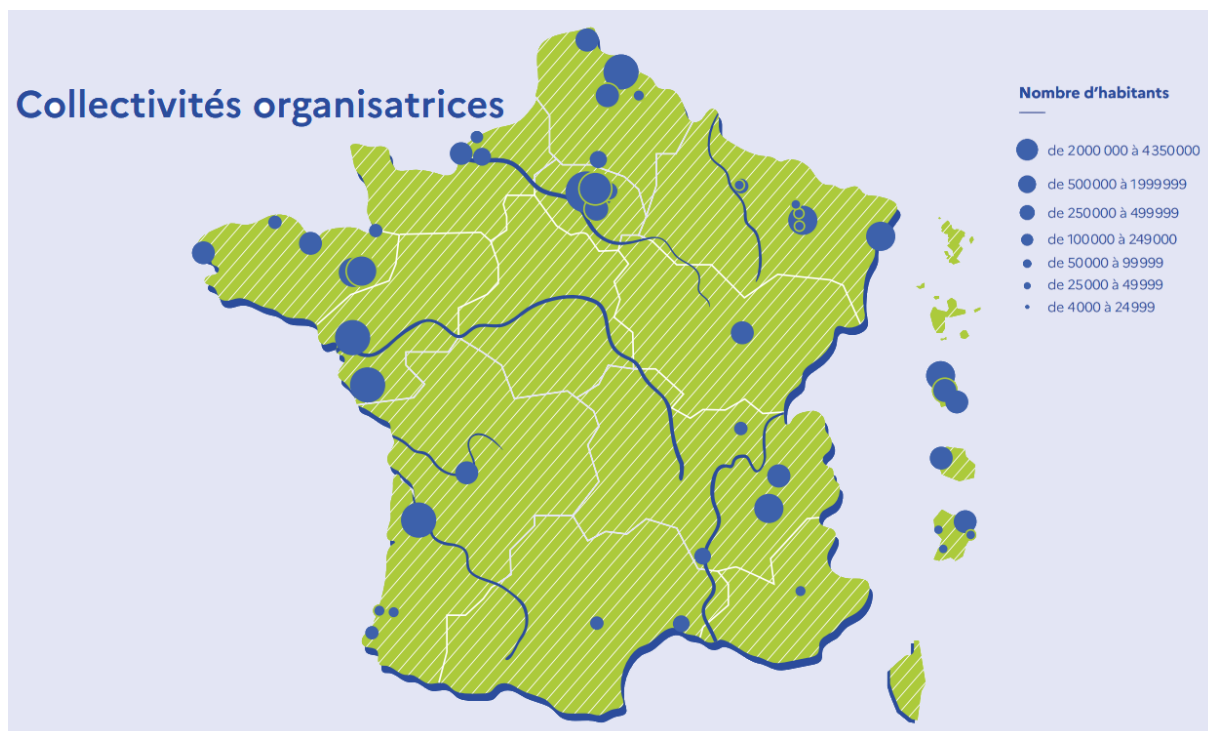 Collectivités organisatrices
Nombre d'habitants
de 2000 000 à 4350000
de 500000 à 1999999
de 250000 à 499999
de 100000 à 249000
de 50000 à 99999
de 25000 à 49999
de 4000 à 24999